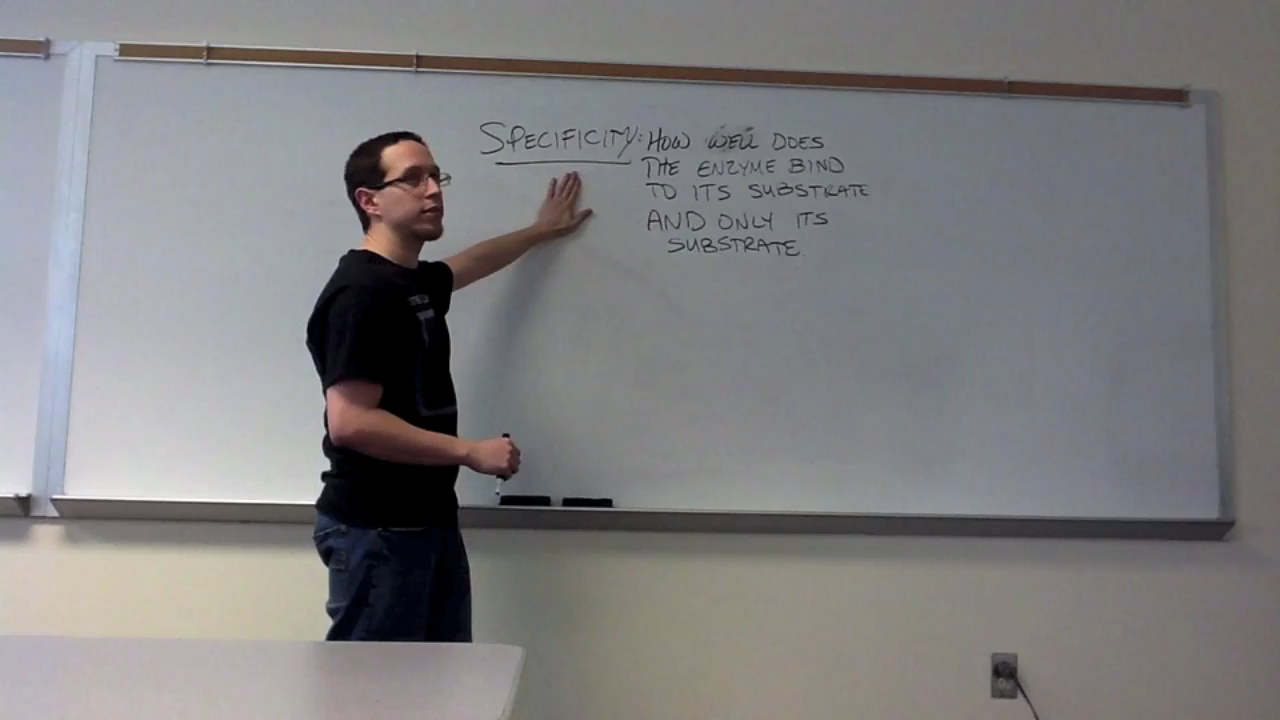 SPECIFICITY: HOW WELL DOES
THE ENZYME BIND
TO ITS SUBSTRATE
AND ONLY ITS
SUBSTRATE.